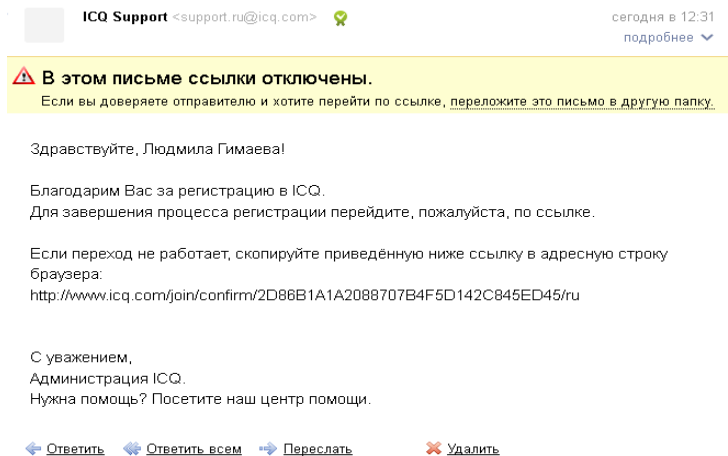 ICQ Support <support.ru@icq.com> сегодня в 12:31
подробнее
В этом письме ссылки отключены.
Если вы доверяете отправителю и хотите перейти по ссылке, переложите это письмо в другую папку.
Здравствуйте, Людмила Гимаева!
Благодарим Вас за регистрацию в ICQ.
Для завершения процесса регистрации перейдите, пожалуйста, по ссылке.
Если переход не работает, скопируйте приведённую ниже ссылку в адресную строку
браузера:
http://www.icq.com/join/confirm/2D86B1A1A2088707B4F5D142C845ED45/ru
С уважением,
Администрация ICQ.
Нужна помощь? Посетите наш центр помощи.
Ответить Ответить всем Переслать Удалить